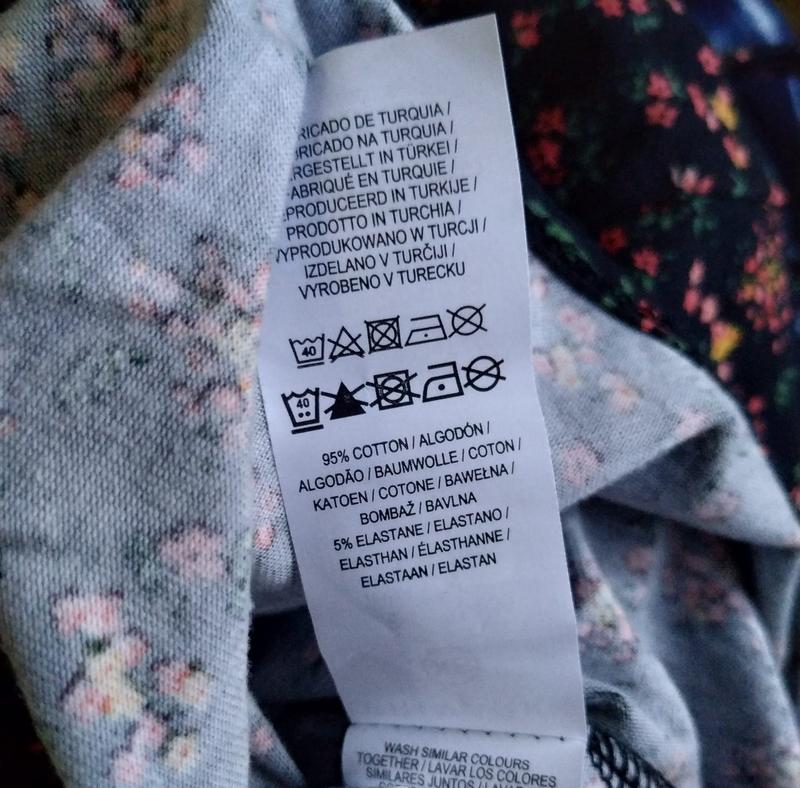 RICADO DE TURQUIA /
RICADO NA TURQUIA /
RGESTELLT IN TÜRKEI /
ABRIQUÉ EN TURQUIE /
PRODUCEERD IN TURKIJE /
PRODOTTO IN TURCHIA /
WYPRODUKOWANO W TURCJI /
IZDELANO V TURČIJI /
VYROBENO V TURECKU
40
40
95% COTTON / ALGODÓN /
ALGODÃO / BAUMWOLLE / COTON /
KATOEN / COTONE / BAWEŁNA /
BOMBAŽ / BAVLNA
5% ELASTANE / ELASTANO /
ELASTHAN / ÉLASTHANNE /
ELASTAAN / ELASTAN
WASH SIMILAR COLOURS
TOGETHER / LAVAR LOS COLORES
SIMILARES JUNTOS /